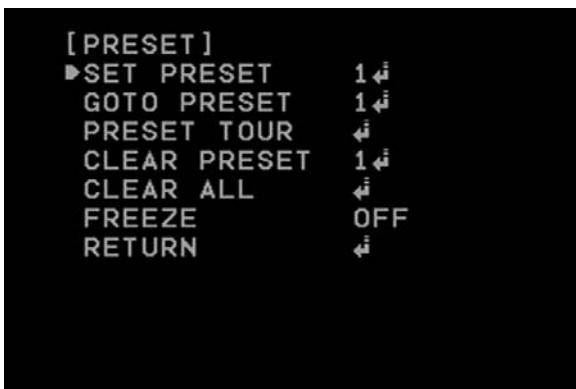 [PRESET]
SET PRESET 1↲
GOTO PRESET 1↲
PRESET TOUR ↲
CLEAR PRESET 1↲
CLEAR ALL ↲
FREEZE OFF
RETURN ↲